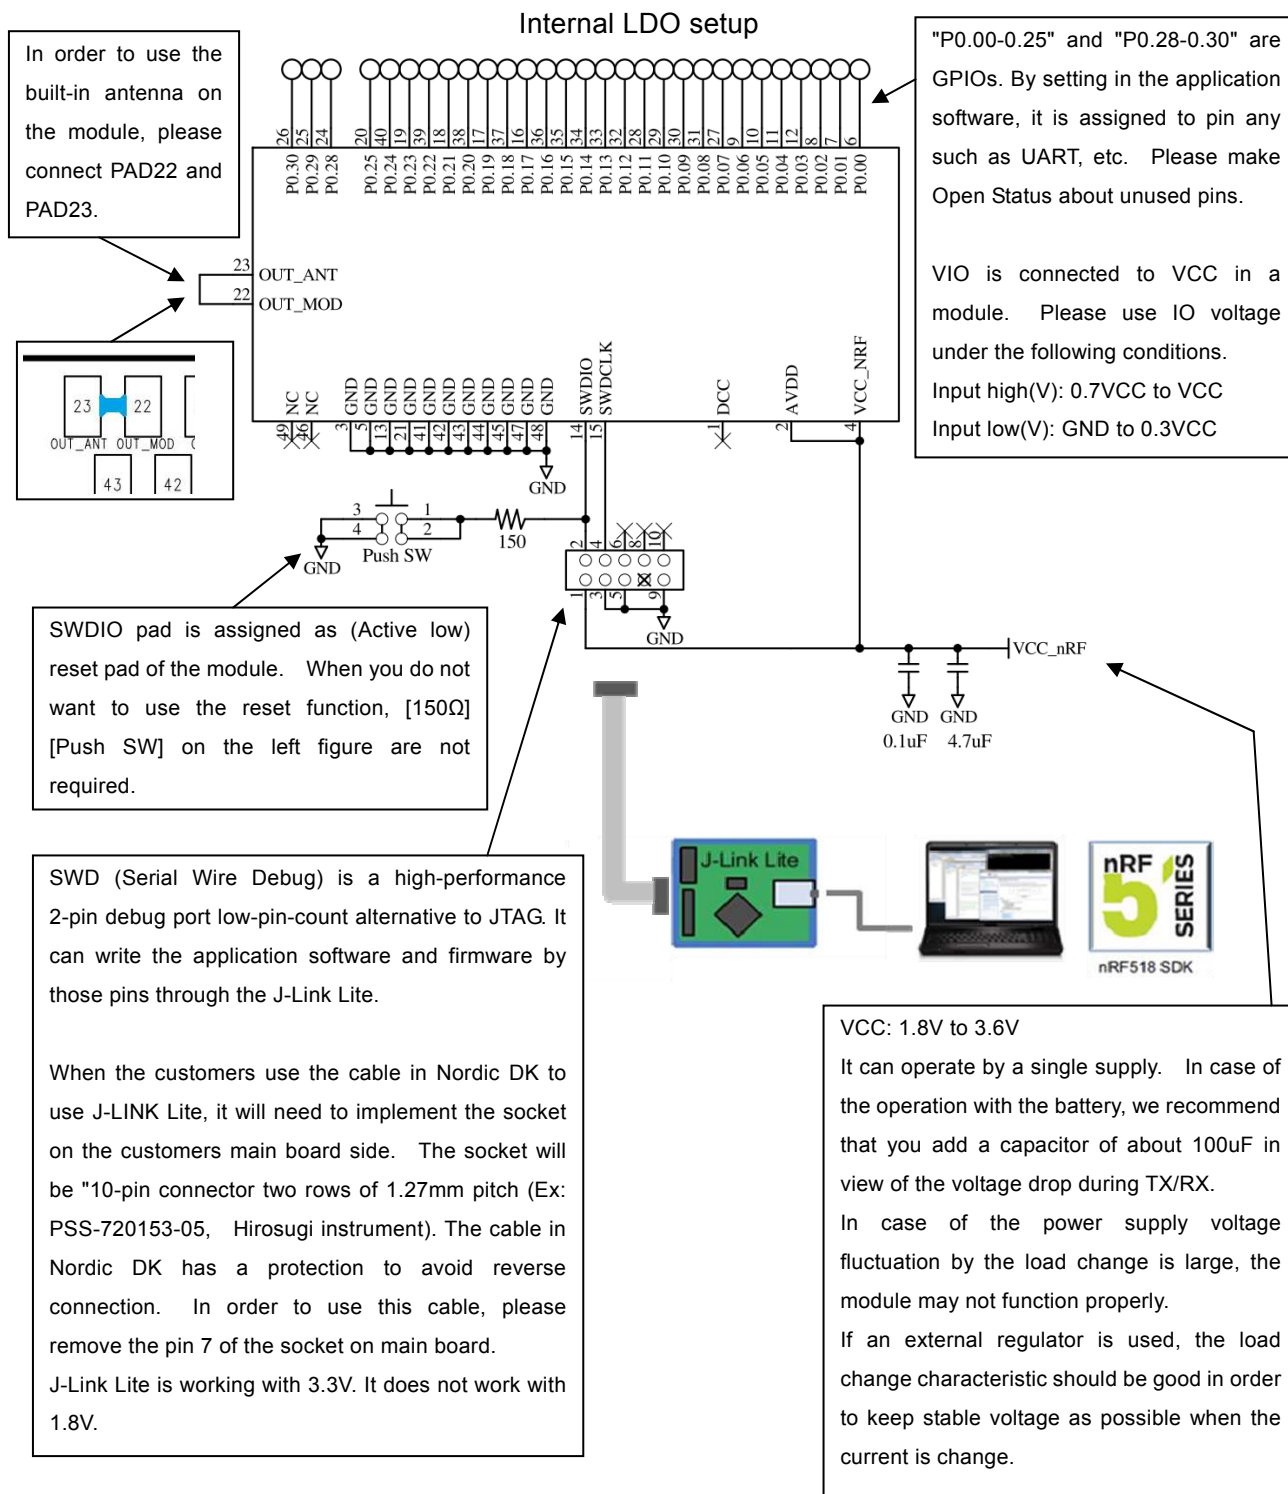 Internal LDO setup
In order to use the
built-in antenna on
the module, please
connect PAD22 and
PAD23.
"P0.00-0.25" and "P0.28-0.30" are
GPIOs. By setting in the application
software, it is assigned to pin any
such as UART, etc. Please make
Open Status about unused pins.
VIO is connected to VCC in a
module. Please use IO voltage
under the following conditions.
Input high(V): 0.7VCC to VCC
Input low(V): GND to 0.3VCC
26 25 24 20 40 19 39 18 38 17 37 16 36 35 34 33 32 28 29 30 31 27 9 10 11 12 8 7 6
P0.30 P0.29 P0.28 P0.25 P0.24 P0.23 P0.22 P0.21 P0.20 P0.19 P0.18 P0.17 P0.16 P0.15 P0.14 P0.13 P0.12 P0.11 P0.10 P0.09 P0.08 P0.07 P0.06 P0.05 P0.04 P0.03 P0.02 P0.01 P0.00
23 OUT_ANT
22 OUT_MOD
NC NC GND GND GND GND GND GND GND GND GND GND GND SWDIO SWDCLK DCC AVDD VCC_NRF
49 46 3 5 13 21 41 42 43 44 45 47 48 14 15 1 2 4
23 22
OUT_ANT OUT_MOD
43 42
GND
3 1
4 2
Push SW
150
GND
2 4 6 8 10
1 3 5 9
GND
VCC_nRF
GND GND
0.1uF 4.7uF
SWDIO pad is assigned as (Active low)
reset pad of the module. When you do not
want to use the reset function, [150Ω]
[Push SW] on the left figure are not
required.
J-Link Lite
nRF
5
SERIES
nRF518 SDK
SWD (Serial Wire Debug) is a high-performance
2-pin debug port low-pin-count alternative to JTAG. It
can write the application software and firmware by
those pins through the J-Link Lite.
When the customers use the cable in Nordic DK to
use J-LINK Lite, it will need to implement the socket
on the customers main board side. The socket will
be "10-pin connector two rows of 1.27mm pitch (Ex:
PSS-720153-05, Hirosugi instrument). The cable in
Nordic DK has a protection to avoid reverse
connection. In order to use this cable, please
remove the pin 7 of the socket on main board.
J-Link Lite is working with 3.3V. It does not work with
1.8V.
VCC: 1.8V to 3.6V
It can operate by a single supply. In case of
the operation with the battery, we recommend
that you add a capacitor of about 100uF in
view of the voltage drop during TX/RX.
In case of the power supply voltage
fluctuation by the load change is large, the
module may not function properly.
If an external regulator is used, the load
change characteristic should be good in order
to keep stable voltage as possible when the
current is change.